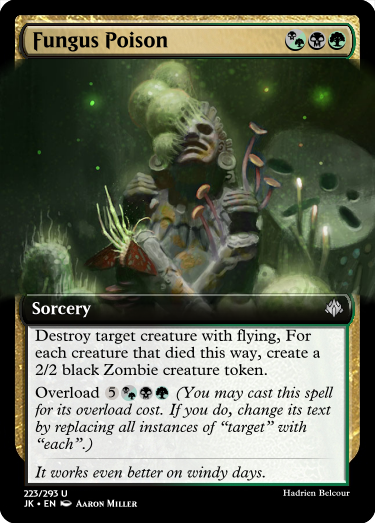 Fungus Poison
Sorcery
Destroy target creature with flying, For
each creature that died this way, create a
2/2 black Zombie creature token.
Overload 5 (You may cast this spell
for its overload cost. If you do, change its text
by replacing all instances of “target” with
“each”.)
It works even better on windy days.
223/293 U
Hadrien Belcour
JK • EN AARON MILLER